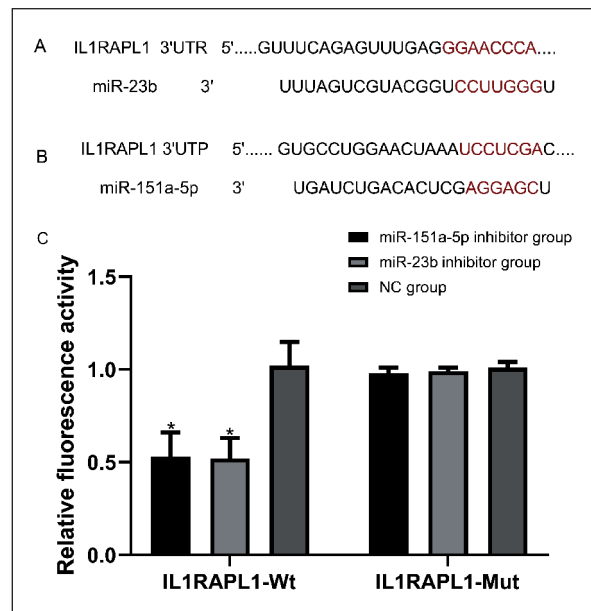 A IL1RAPL1 3'UTR 5'.....GUUUCAGAGUUUGAGGGAACCCA....
miR-23b 3' UUUAGUCGUACGGUCCUUGGGU
B IL1RAPL1 3'UTP 5'...... GUGCCUGGAACUAAAUCCUCGAC....
miR-151a-5p 3' UGAUCUGACACUCGAGGAGCU
C
miR-151a-5p inhibitor group
miR-23b inhibitor group
NC group
Relative fluorescence activity
1.5
1.0
0.5
0.0
* *
IL1RAPL1-Wt IL1RAPL1-Mut